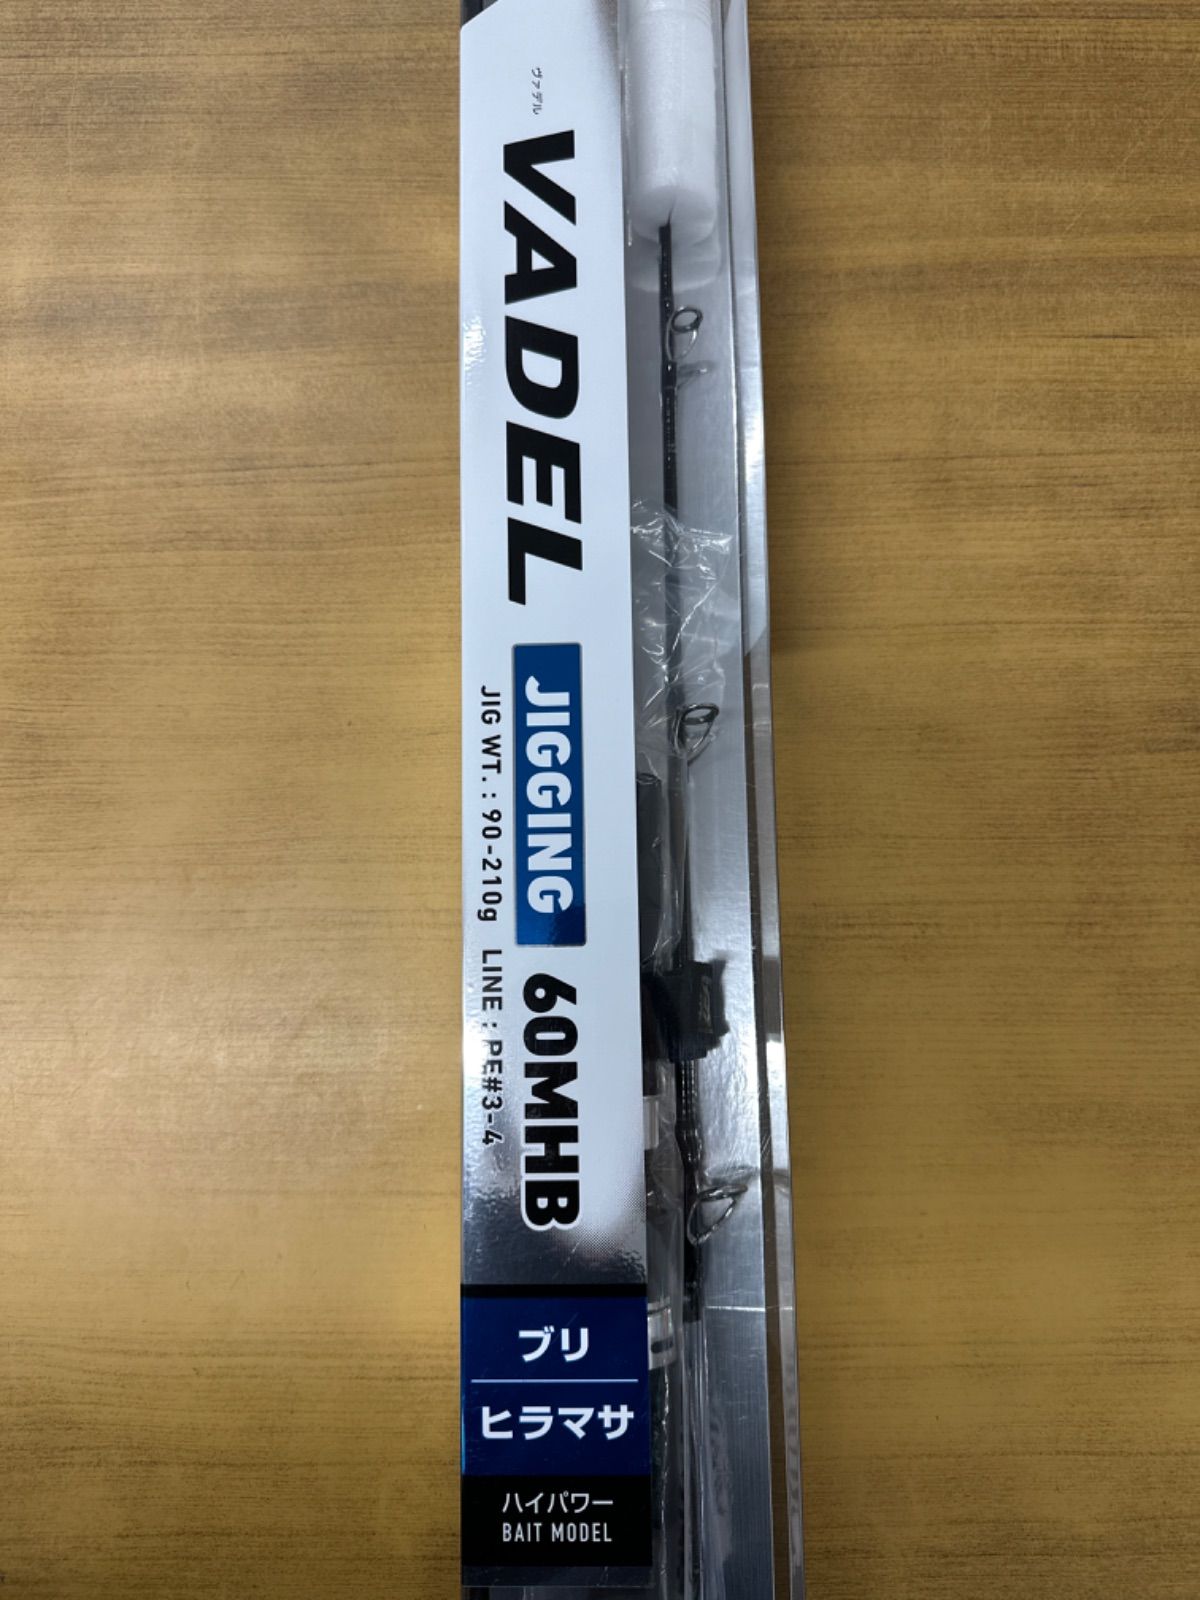 ヴァデル
VADEL
JIGGING
60MHB
JIG WT. : 90-210g LINE : PE#3-4
ブリ
ヒラマサ
ハイパワー
BAIT MODEL